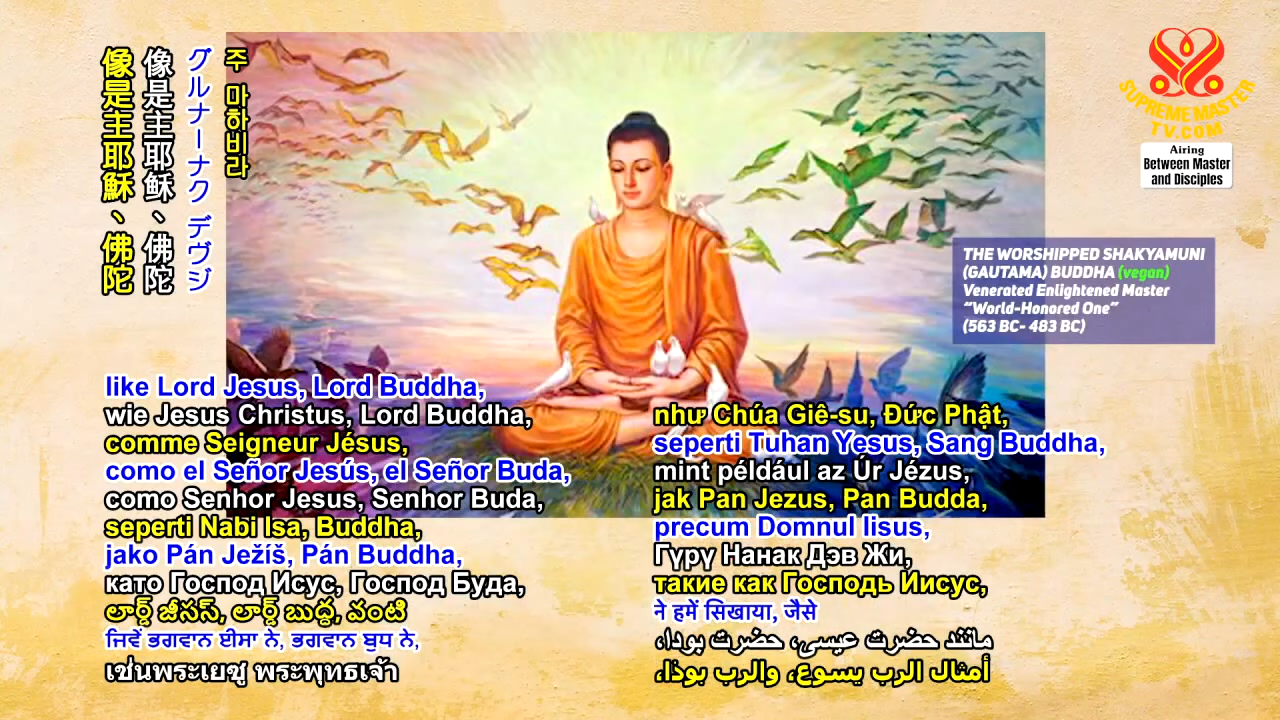 像是主耶穌、佛陀
像是主耶稣、佛陀
グルナーナク デヴジ
주 마하비라
SUPREME MASTER
TV.COM
Airing
Between Master
and Disciples
THE WORSHIPPED SHAKYAMUNI
(GAUTAMA) BUDDHA (vegan)
Venerated Enlightened Master
“World-Honored One”
(563 BC- 483 BC)
like Lord Jesus, Lord Buddha,
wie Jesus Christus, Lord Buddha,
comme Seigneur Jésus,
como el Señor Jesús, el Señor Buda,
como Senhor Jesus, Senhor Buda,
seperti Nabi Isa, Buddha,
jako Pán Ježíš, Pán Buddha,
като Господ Исус, Господ Буда,
లార్డ్ జీసస్, లార్డ్ బుద్ధ, వంటి
ਜਿਵੇਂ ਭਗਵਾਨ ਈਸਾ ਨੇ, ਭਗਵਾਨ ਬੁਧ ਨੇ,
เช่นพระเยซู พระพุทธเจ้า
như Chúa Giê-su, Đức Phật,
seperti Tuhan Yesus, Sang Buddha,
mint például az Úr Jézus,
jak Pan Jezus, Pan Budda,
precum Domnul Iisus,
Гүрү Нанак Дэв Жи,
такие как Господь Иисус,
ने हमें सिखाया, जैसे
مانند حضرت عیسی، حضرت بودا،
أمثال الرب يسوع، والرب بوذا،